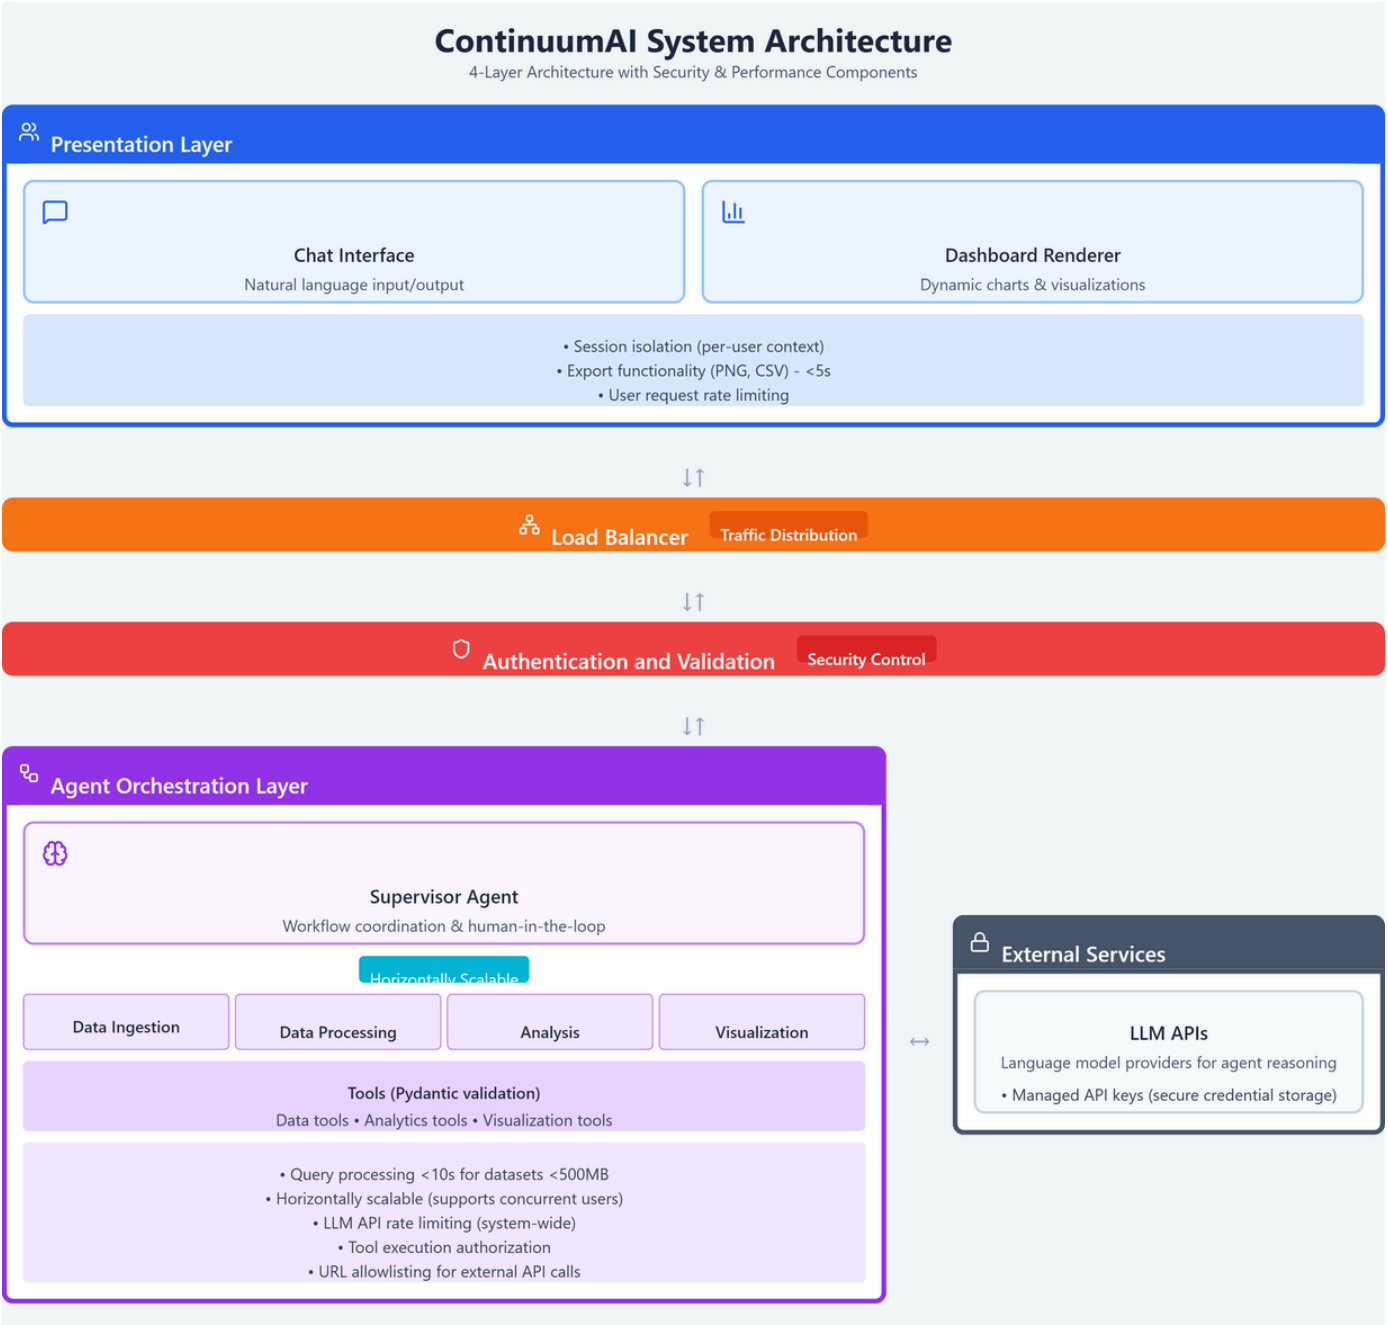 ContinuumAI System Architecture
4-Layer Architecture with Security & Performance Components
Presentation Layer
Chat Interface
Natural language input/output
Dashboard Renderer
Dynamic charts & visualizations
• Session isolation (per-user context)
• Export functionality (PNG, CSV) - <5s
• User request rate limiting
Load Balancer
Traffic Distribution
Authentication and Validation
Security Control
Agent Orchestration Layer
Supervisor Agent
Workflow coordination & human-in-the-loop
Horizontally Scalable
Data Ingestion
Data Processing
Analysis
Visualization
Tools (Pydantic validation)
Data tools • Analytics tools • Visualization tools
• Query processing <10s for datasets <500MB
• Horizontally scalable (supports concurrent users)
• LLM API rate limiting (system-wide)
• Tool execution authorization
• URL allowlisting for external API calls
External Services
LLM APIs
Language model providers for agent reasoning
• Managed API keys (secure credential storage)